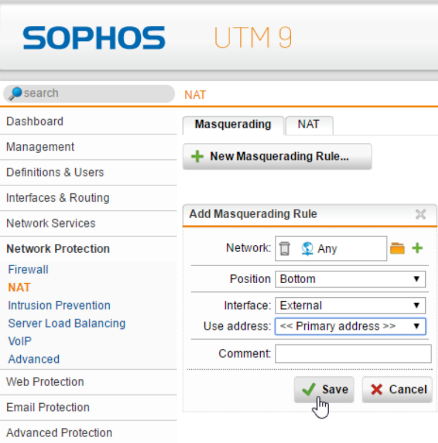 SOPHOS UTM 9
search
NAT
Dashboard
Management
Definitions & Users
Interfaces & Routing
Network Services
Network Protection
Firewall
NAT
Intrusion Prevention
Server Load Balancing
VoIP
Advanced
Web Protection
Email Protection
Advanced Protection
Masquerading NAT
New Masquerading Rule...
Add Masquerading Rule
Network: Any
Position Bottom
Interface: External
Use address: << Primary address >>
Comment:
Save Cancel